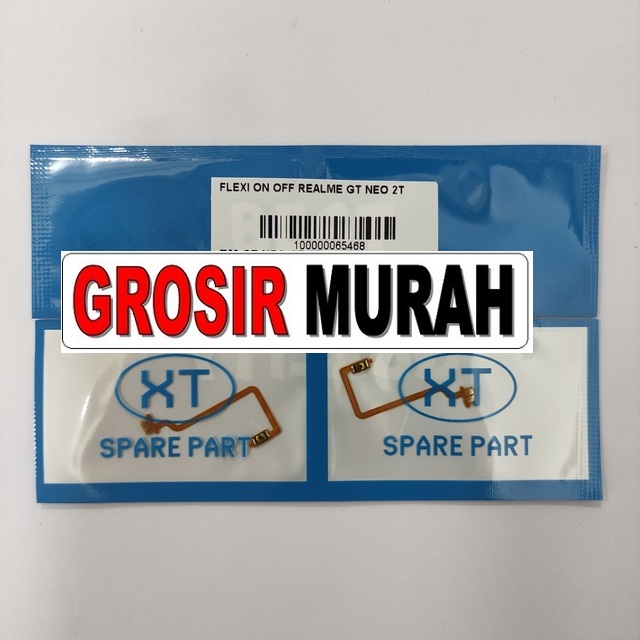 FLEXI ON OFF REALME GT NEO 2T
100000065468
GROSIR MURAH
XT
SPARE PART
XT
SPARE PART